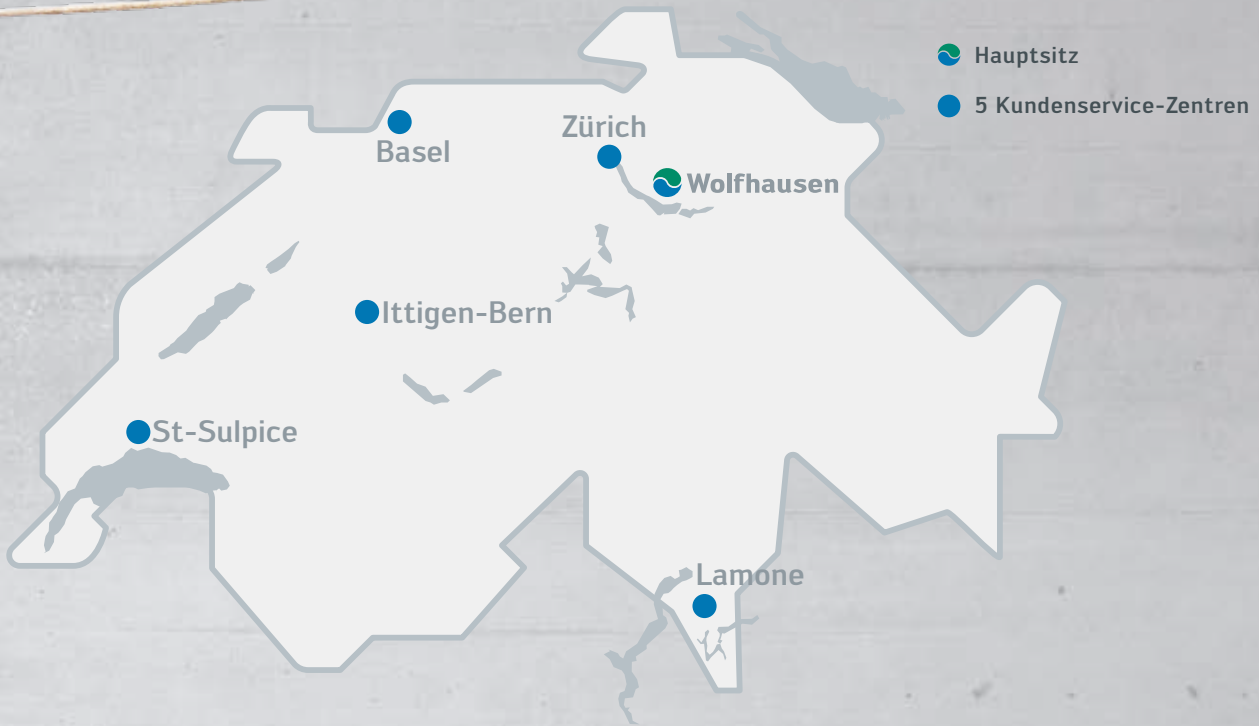 Hauptsitz
5 Kundenservice-Zentren
Zürich
Basel
Wolfhausen
Ittigen-Bern
St-Sulpice
Lamone